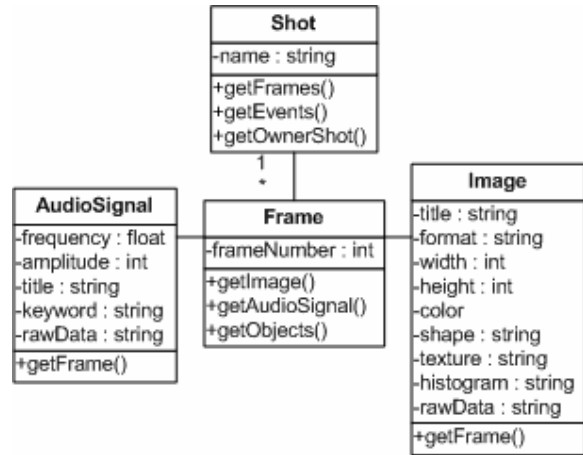 Shot
-name : string
+getFrames()
+getEvents()
+getOwnerShot()
1
*
AudioSignal
-frequency : float
-amplitude : int
-title : string
-keyword : string
-rawData : string
+getFrame()
Frame
-frameNumber : int
+getImage()
+getAudioSignal()
+getObjects()
Image
-title : string
-format : string
-width : int
-height : int
-color
-shape : string
-texture : string
-histogram : string
-rawData : string
+getFrame()